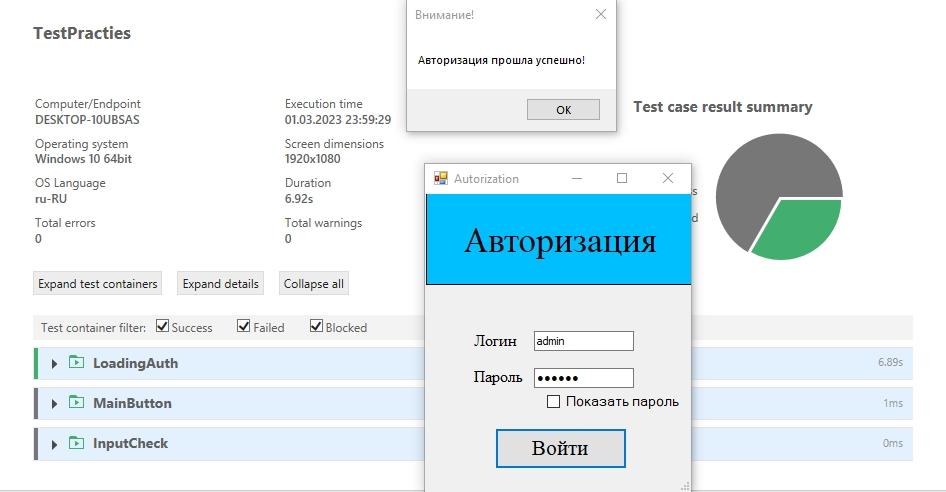 TestPracties
Внимание!
Авторизация прошла успешно!
OK
Computer/Endpoint
DESKTOP-10UBSAS
Execution time
01.03.2023 23:59:29
Operating system
Windows 10 64bit
Screen dimensions
1920x1080
OS Language
ru-RU
Duration
6.92s
Total errors
0
Total warnings
0
Test case result summary
s
d
Expand test containers
Expand details
Collapse all
Test container filter:
Success
Failed
Blocked
LoadingAuth
6.89s
MainButton
1ms
InputCheck
0ms
Autorization
Авторизация
Логин
admin
Пароль
••••••
Показать пароль
Войти